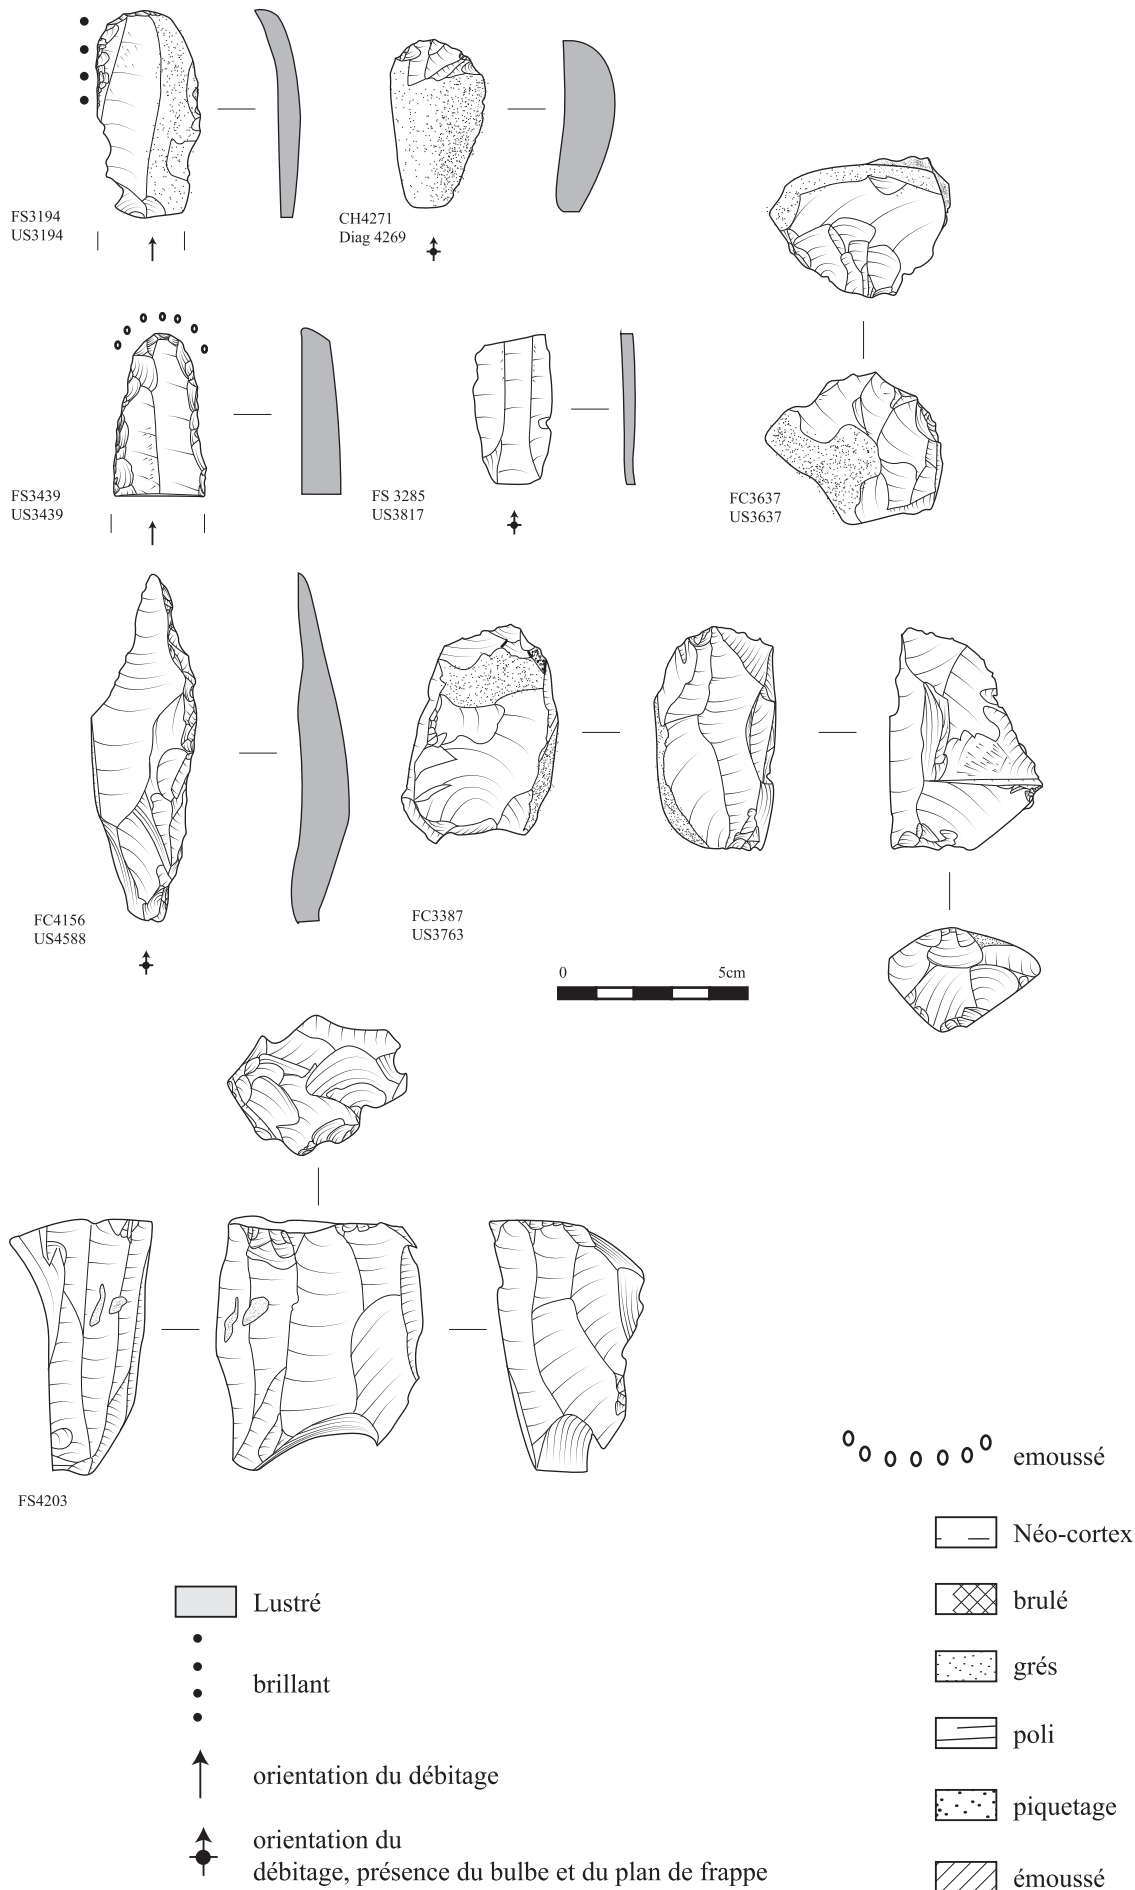 FS3194
US3194
CH4271
Diag 4269
FS3439
US3439
FS 3285
US3817
FC3637
US3637
FC4156
US4588
FC3387
US3763
0 5cm
FS4203
Lustré
brillant
orientation du débitage
orientation du
débitage, présence du bulbe et du plan de frappe
emoussé
Néo-cortex
brulé
grés
poli
piquetage
émoussé